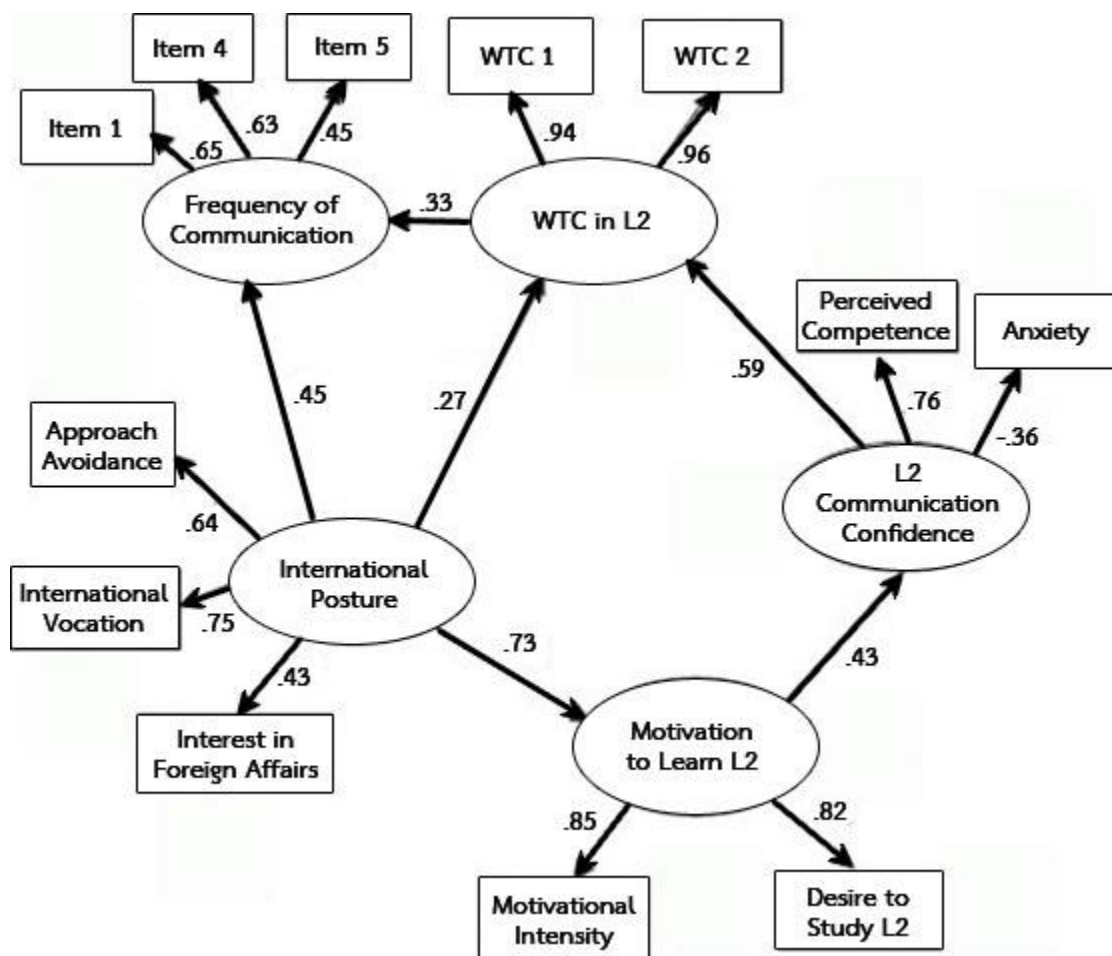 Item 4
Item 5
WTC 1
WTC 2
Item 1
.65
.63
.45
.94
.96
Frequency of
Communication
.33
WTC in L2
Perceived
Competence
Anxiety
.59
.76
-.36
.45
.27
Approach
Avoidance
.64
L2
Communication
Confidence
International
Vocation
.75
International
Posture
.43
.73
.43
Interest in
Foreign Affairs
Motivation
to Learn L2
.85
.82
Motivational
Intensity
Desire to
Study L2